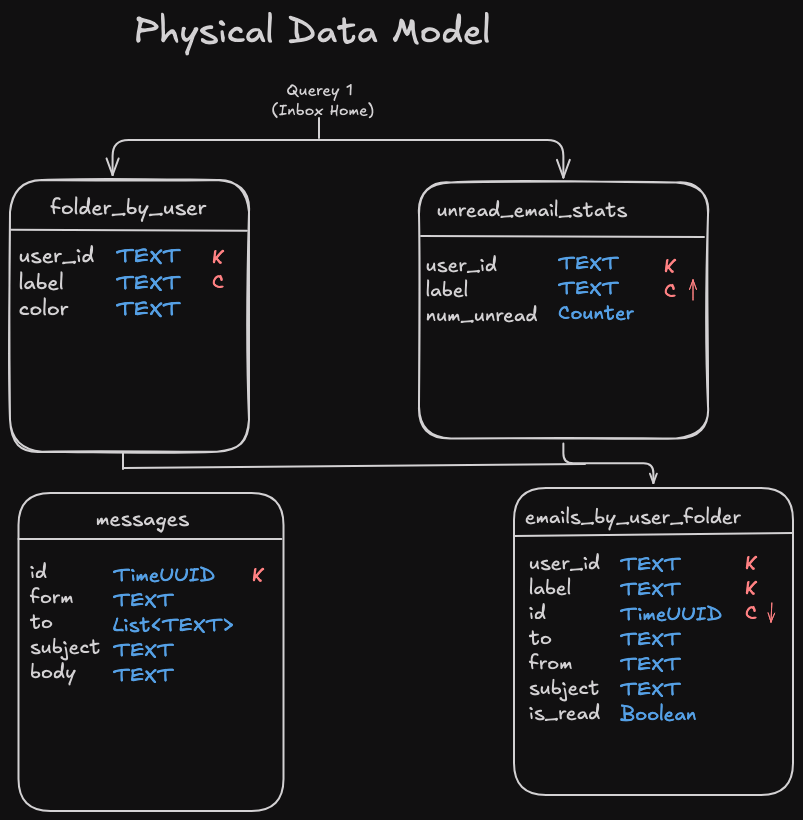 Physical Data Model
Querey 1
(Inbox Home)
folder_by_user
user_id TEXT K
label TEXT C
color TEXT
unread_email_stats
user_id TEXT K
label TEXT C ↑
num_unread Counter
messages
id TimeUUID K
form TEXT
to List<TEXT>
subject TEXT
body TEXT
emails_by_user_folder
user_id TEXT K
label TEXT K
id TimeUUID C ↓
to TEXT
from TEXT
subject TEXT
is_read Boolean